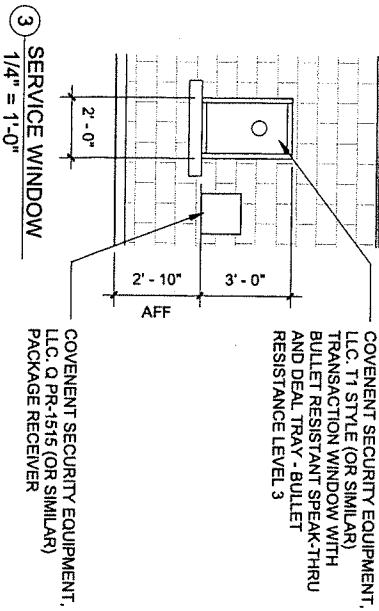 COVENENT SECURITY EQUIPMENT,
LLC. T1 STYLE (OR SIMILAR)
TRANSACTION WINDOW WITH
BULLET RESISTANT SPEAK-THRU
AND DEAL TRAY - BULLET
RESISTANCE LEVEL 3
3' - 0"
2' - 10"
AFF
2' - 0"
COVENENT SECURITY EQUIPMENT,
LLC. Q PR-1515 (OR SIMILAR)
PACKAGE RECEIVER
3 SERVICE WINDOW
1/4" = 1'-0"